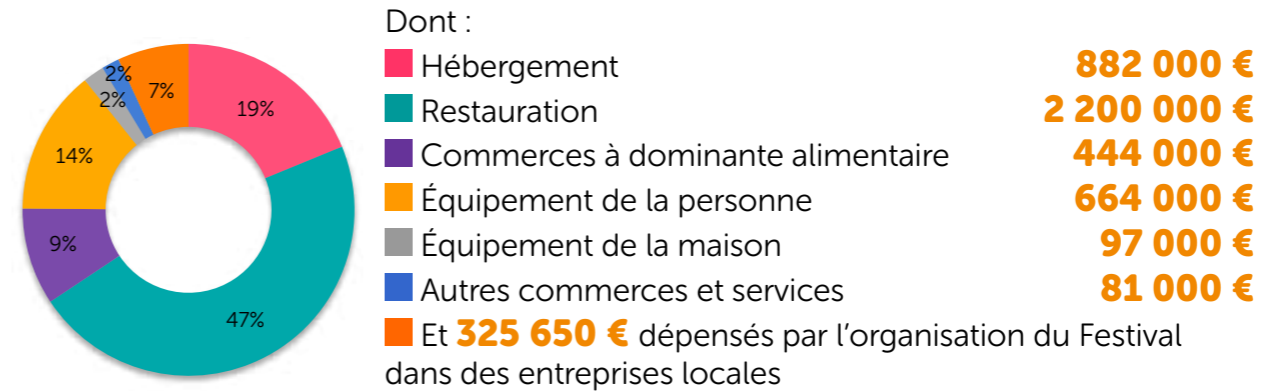 Dont :
Hébergement 882 000 €
Restauration 2 200 000 €
Commerces à dominante alimentaire 444 000 €
Équipement de la personne 664 000 €
Équipement de la maison 97 000 €
Autres commerces et services 81 000 €
Et 325 650 € dépensés par l’organisation du Festival
dans des entreprises locales
19%
47%
9%
14%
2%
2%
7%